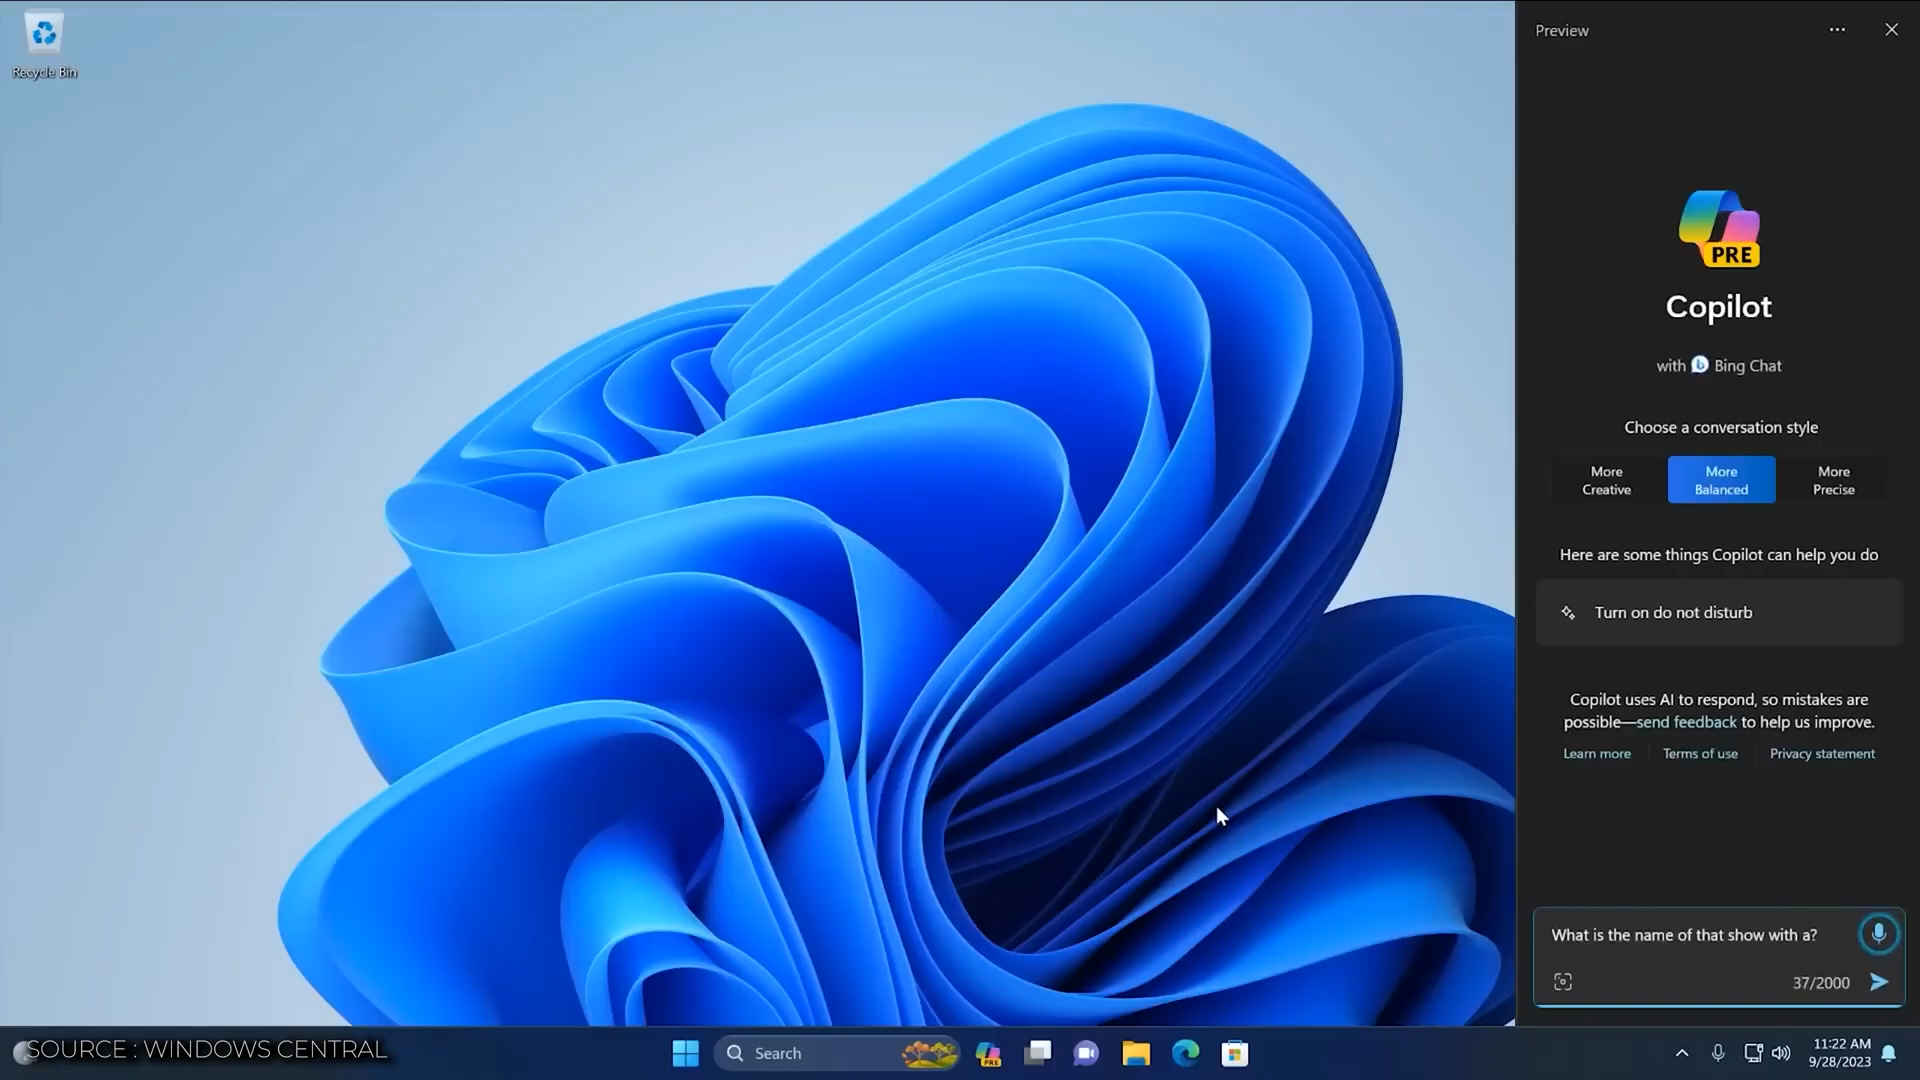 Recycle Bin
Preview
PRE
Copilot
with Bing Chat
Choose a conversation style
More Creative
More Balanced
More Precise
Here are some things Copilot can help you do
Turn on do not disturb
Copilot uses AI to respond, so mistakes are
possible—send feedback to help us improve.
Learn more
Terms of use
Privacy statement
What is the name of that show with a?
37/2000
SOURCE : WINDOWS CENTRAL
Search
PRE
11:22 AM
9/28/2023